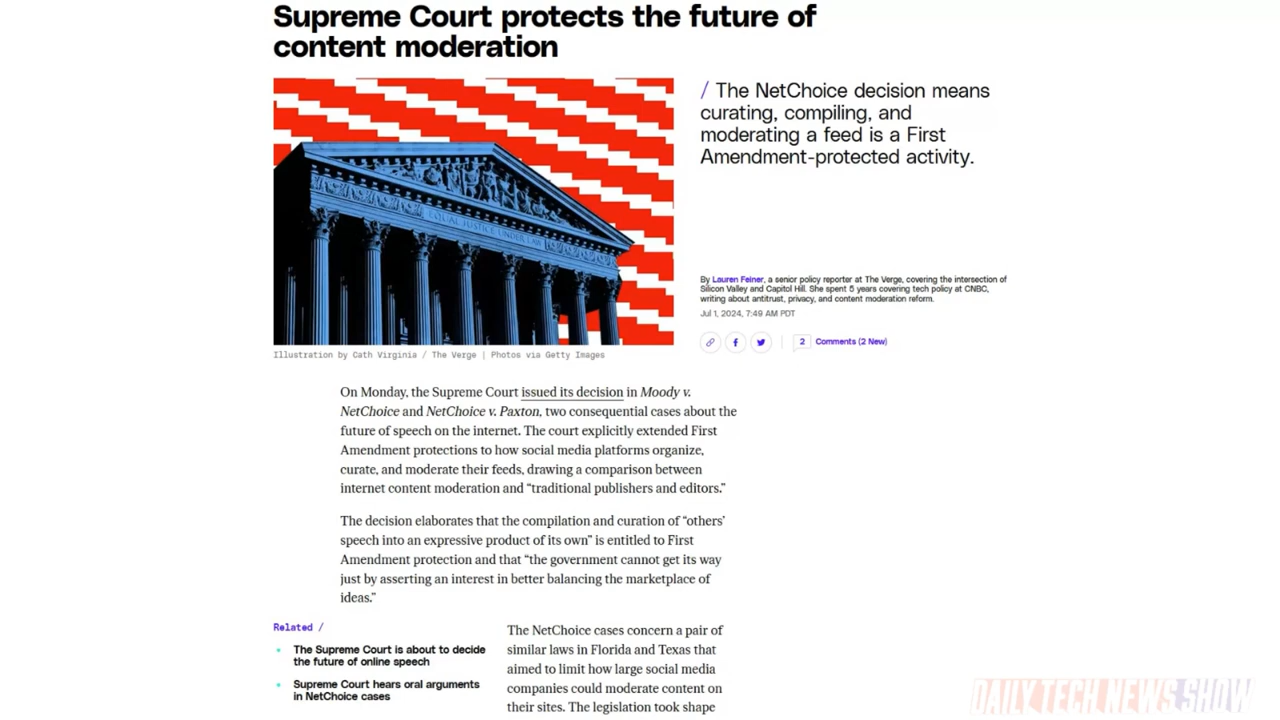 Supreme Court protects the future of
content moderation
/ The NetChoice decision means
curating, compiling, and
moderating a feed is a First
Amendment-protected activity.
EQUAL JUSTICE UNDER LAW
By Lauren Feiner, a senior policy reporter at The Verge, covering the intersection of
Silicon Valley and Capitol Hill. She spent 5 years covering tech policy at CNBC,
writing about antitrust, privacy, and content moderation reform.
Jul 1, 2024, 7:49 AM PDT
2 Comments (2 New)
Illustration by Cath Virginia / The Verge | Photos via Getty Images
On Monday, the Supreme Court issued its decision in Moody v.
NetChoice and NetChoice v. Paxton, two consequential cases about the
future of speech on the internet. The court explicitly extended First
Amendment protections to how social media platforms organize,
curate, and moderate their feeds, drawing a comparison between
internet content moderation and “traditional publishers and editors.”
The decision elaborates that the compilation and curation of “others’
speech into an expressive product of its own” is entitled to First
Amendment protection and that “the government cannot get its way
just by asserting an interest in better balancing the marketplace of
ideas.”
Related /
The Supreme Court is about to decide
the future of online speech
Supreme Court hears oral arguments
in NetChoice cases
The NetChoice cases concern a pair of
similar laws in Florida and Texas that
aimed to limit how large social media
companies could moderate content on
their sites. The legislation took shape
DAILY TECH NEWS SHOW